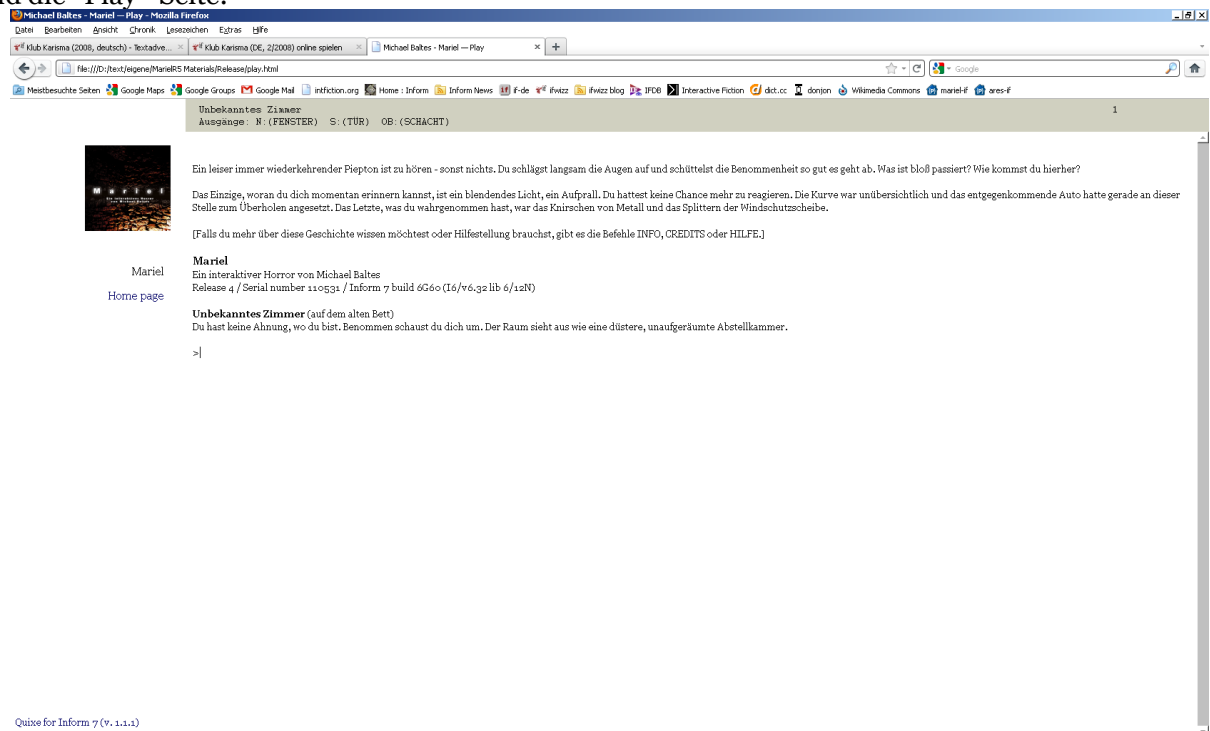 nd die "Play"-Seite:
Michael Baltes - Mariel — Play - Mozilla Firefox
Datei Bearbeiten Ansicht Chronik Lesezeichen Extras Hilfe
Klub Karisma (2008, deutsch) - Textadve... Klub Karisma (DE, 2/2008) online spielen Michael Baltes - Mariel — Play
file:///D:/text/eigene/MarielR5 Materials/Release/play.html Google
Meistbesuchte Seiten Google Maps Google Groups Google Mail intfiction.org Home : Inform Inform News if-de ifwizz ifwizz blog IFDB Interactive Fiction dict.cc donjon Wikimedia Commons mariel-if ares-if
Unbekanntes Zimmer 1
Ausgänge: N:(FENSTER) S:(TÜR) OB:(SCHACHT)
Ein leiser immer wiederkehrender Piepton ist zu hören - sonst nichts. Du schlägst langsam die Augen auf und schüttelst die Benommenheit so gut es geht ab. Was ist bloß passiert? Wie kommst du hierher?
Das Einzige, woran du dich momentan erinnern kannst, ist ein blendendes Licht, ein Aufprall. Du hattest keine Chance mehr zu reagieren. Die Kurve war unübersichtlich und das entgegenkommende Auto hatte gerade an dieser
Stelle zum Überholen angesetzt. Das Letzte, was du wahrgenommen hast, war das Knirschen von Metall und das Splittern der Windschutzscheibe.
[Falls du mehr über diese Geschichte wissen möchtest oder Hilfestellung brauchst, gibt es die Befehle INFO, CREDITS oder HILFE.]
Mariel
Ein interaktiver Horror von Michael Baltes
Release 4 / Serial number 110531 / Inform 7 build 6G60 (I6/v6.32 lib 6/12N)
Unbekanntes Zimmer (auf dem alten Bett)
Du hast keine Ahnung, wo du bist. Benommen schaust du dich um. Der Raum sieht aus wie eine düstere, unaufgeräumte Abstellkammer.
>
Mariel
Ein interaktiver Horror
von Michael Baltes
Mariel
Home page
Quixe for Inform 7 (v. 1.1.1)